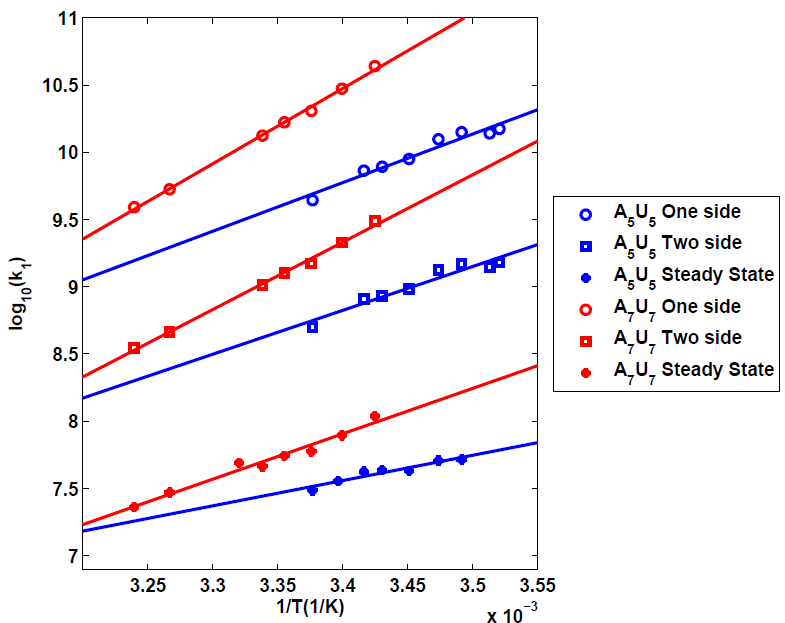 11
10.5
10
9.5
9
8.5
8
7.5
7
log10(k1)
3.25 3.3 3.35 3.4 3.45 3.5 3.55
1/T(1/K)
x 10−3
A5U5 One side
A5U5 Two side
A5U5 Steady State
A7U7 One side
A7U7 Two side
A7U7 Steady State